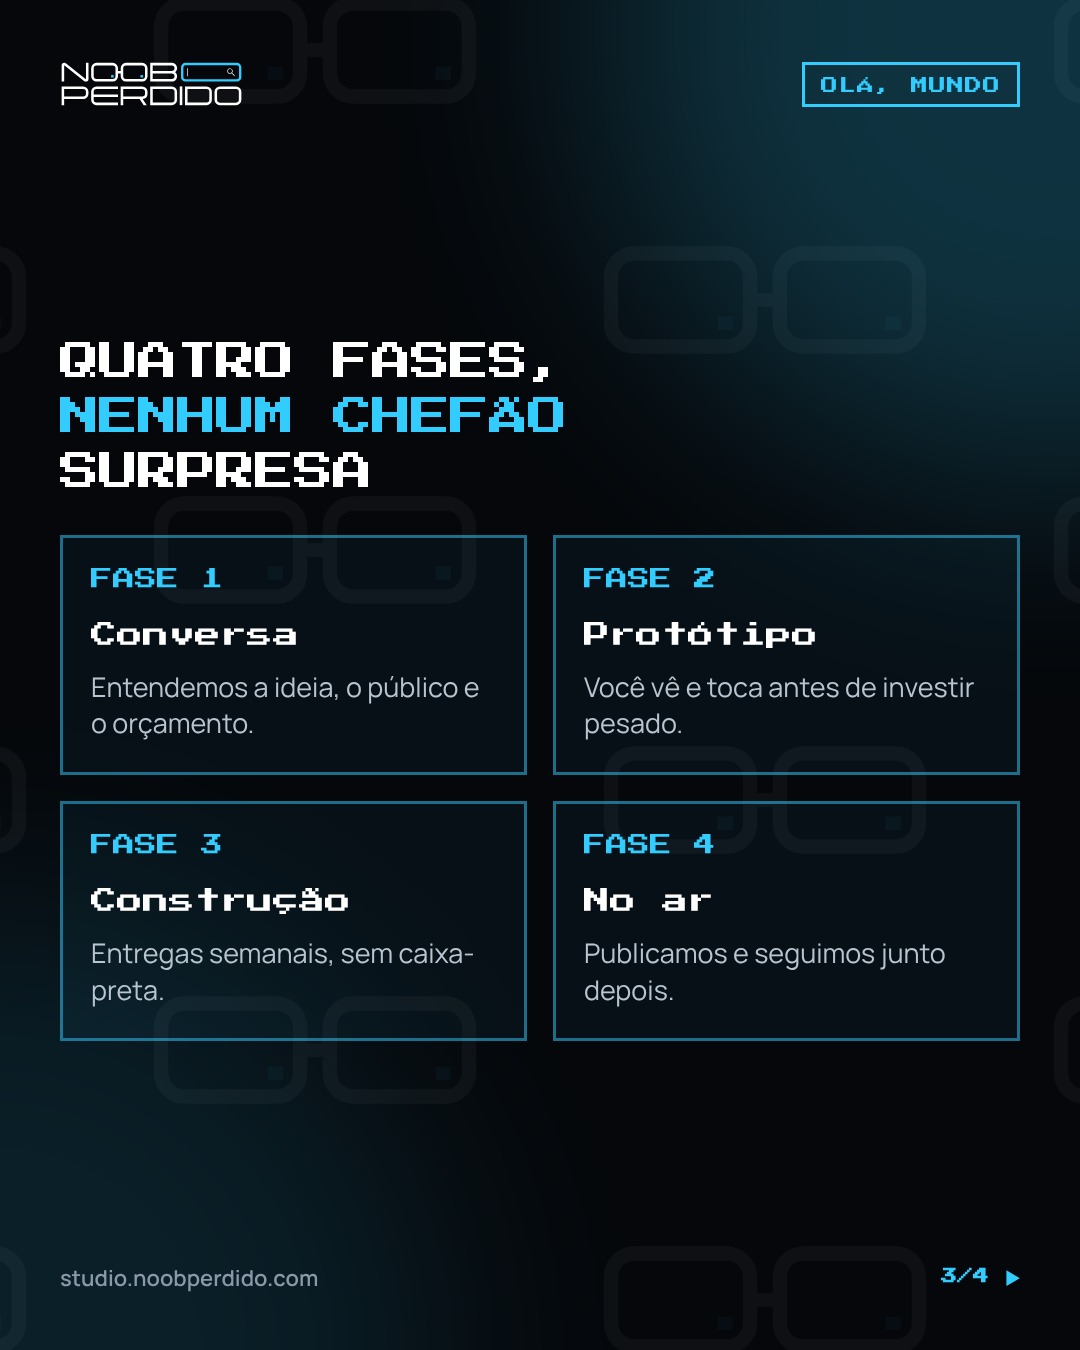 NOOB
PERDIDO
OLÁ, MUNDO
QUATRO FASES,
NENHUM CHEFÃO
SURPRESA
FASE 1
Conversa
Entendemos a ideia, o público e
o orçamento.
FASE 2
Protótipo
Você vê e toca antes de investir
pesado.
FASE 3
Construção
Entregas semanais, sem caixa-
preta.
FASE 4
No ar
Publicamos e seguimos junto
depois.
studio.noobperdido.com
3/4